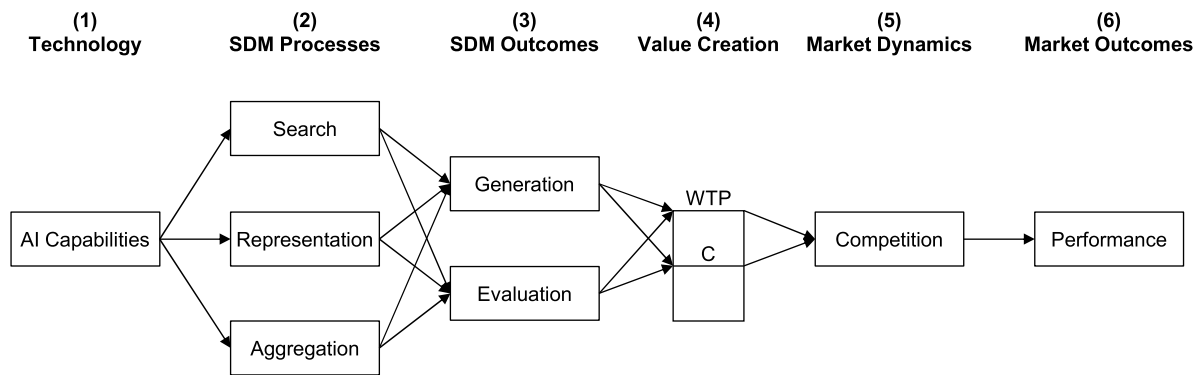 (1)
Technology
(2)
SDM Processes
(3)
SDM Outcomes
(4)
Value Creation
(5)
Market Dynamics
(6)
Market Outcomes
AI Capabilities
Search
Representation
Aggregation
Generation
Evaluation
WTP
C
Competition
Performance